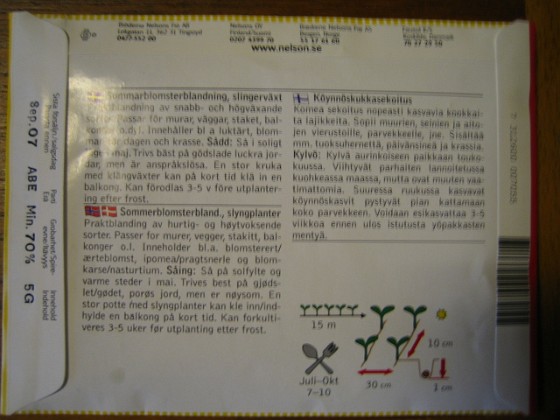 www.nelson.se
Sommarblomsterblandning, slingerväxt
blandning av snabb- och högväxande
Passar för murar, väggar, staket, bal-
Innehåller bl a luktärt, blom-
dagen och krasse. Sådd: Så i soligt
maj. Trivs bäst på gödslade luckra jor-
dar, men är anspråkslösa. En stor kruka
med klängväxter kan på kort tid klä in en
balkong. Kan förodlas 3-5 v före utplanter-
ing efter frost.
Sommerblomsterbland., slyngplanter
Praktblanding av hurtig- og høytvoksende
sorter. Passer for murer, vegger, stakitt, bal-
konger o.l. Inneholder bl.a. blomsterert/
ærteblomst, ipomea/pragtsnerle og blom-
karse/nasturtium. Såing: Så på solfylte og
varme steder i mai. Trives best på gjøds-
let/gødet, porøs jord, men er nøysom. En
stor potte med slyngplanter kan kle inn/ind-
hylde en balkong på kort tid. Kan forkulti-
veres 3-5 uker før utplanting efter frost.
Köynnöskukkasekoitus
Komea sekoitus nopeasti kasvavia kookkai-
ta lajikkeita. Sopii muurien, seinien ja aito-
jen vierustoille, parvekkeelle, jne. Sisältää
mm. tuoksuhernettä, päivänsineä ja krassia.
Kylvö: Kylvä aurinkoiseen paikkaan touko-
kuussa. Viihtyvät parhaiten lannoitetussa
kuohkeassa maassa, mutta ovat muuten vaa-
timattomia. Suuressa ruukussa kasvavat
köynnöskasvit pystyvät pian kattamaan
koko parvekkeen. Voidaan esikasvattaa 3-5
viikkoa ennen ulos istutusta yöpakkasten
mentyä.
15 m
10 cm
30 cm
1 cm
Juli-Okt
7-10
Sep.07 ABE Min.70% 5G